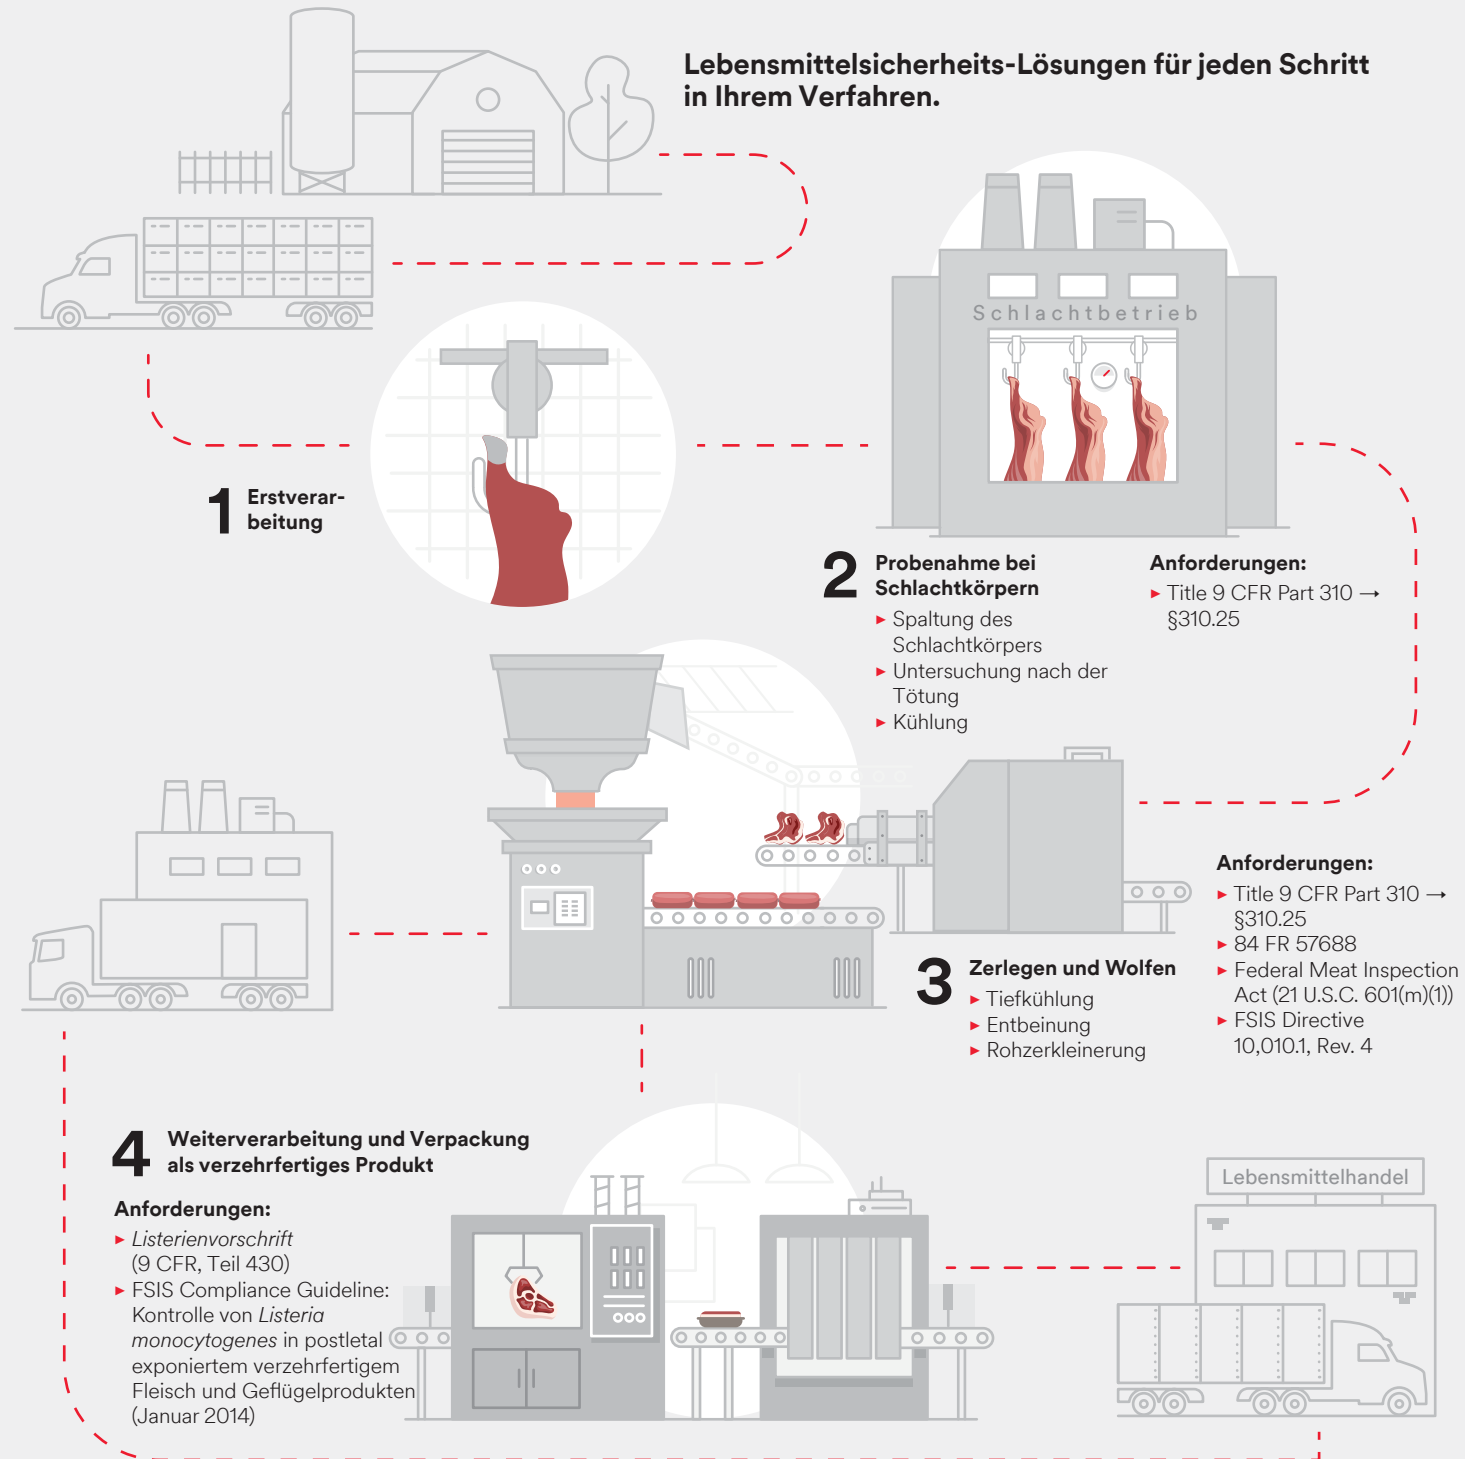 Lebensmittelsicherheits-Lösungen für jeden Schritt
in Ihrem Verfahren.
Schlachtbetrieb
1 Erstverar-
beitung
2 Probenahme bei
Schlachtkörpern
► Spaltung des
Schlachtkörpers
► Untersuchung nach der
Tötung
► Kühlung
Anforderungen:
► Title 9 CFR Part 310 →
§310.25
3 Zerlegen und Wolfen
► Tiefkühlung
► Entbeinung
► Rohzerkleinerung
Anforderungen:
► Title 9 CFR Part 310 →
§310.25
► 84 FR 57688
► Federal Meat Inspection
Act (21 U.S.C. 601(m)(1))
► FSIS Directive
10,010.1, Rev. 4
4 Weiterverarbeitung und Verpackung
als verzehrfertiges Produkt
Anforderungen:
► Listerienvorschrift
(9 CFR, Teil 430)
► FSIS Compliance Guideline:
Kontrolle von Listeria
monocytogenes in postletal
exponiertem verzehrfertigem
Fleisch und Geflügelprodukten
(Januar 2014)
Lebensmittelhandel